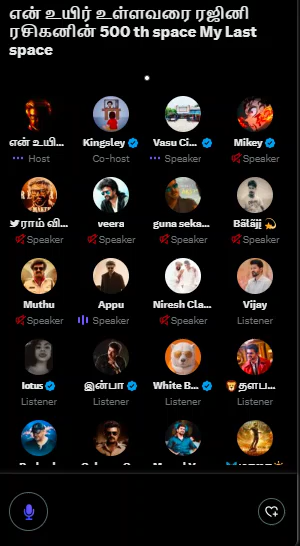 என் உயிர் உள்ளவரை ரஜினி
ரசிகனின் 500 th space My Last
space
என் உயி... Kingsley Vasu Ci... Mikey
Host Co-host Speaker Speaker
ராம் வி... veera guna seka... Bãlãjj
Speaker Speaker Speaker Speaker
Muthu Appu Niresh Cla... Vijay
Speaker Speaker Speaker Listener
lotus இன்பா White B... தளப...
Listener Listener Listener Listener